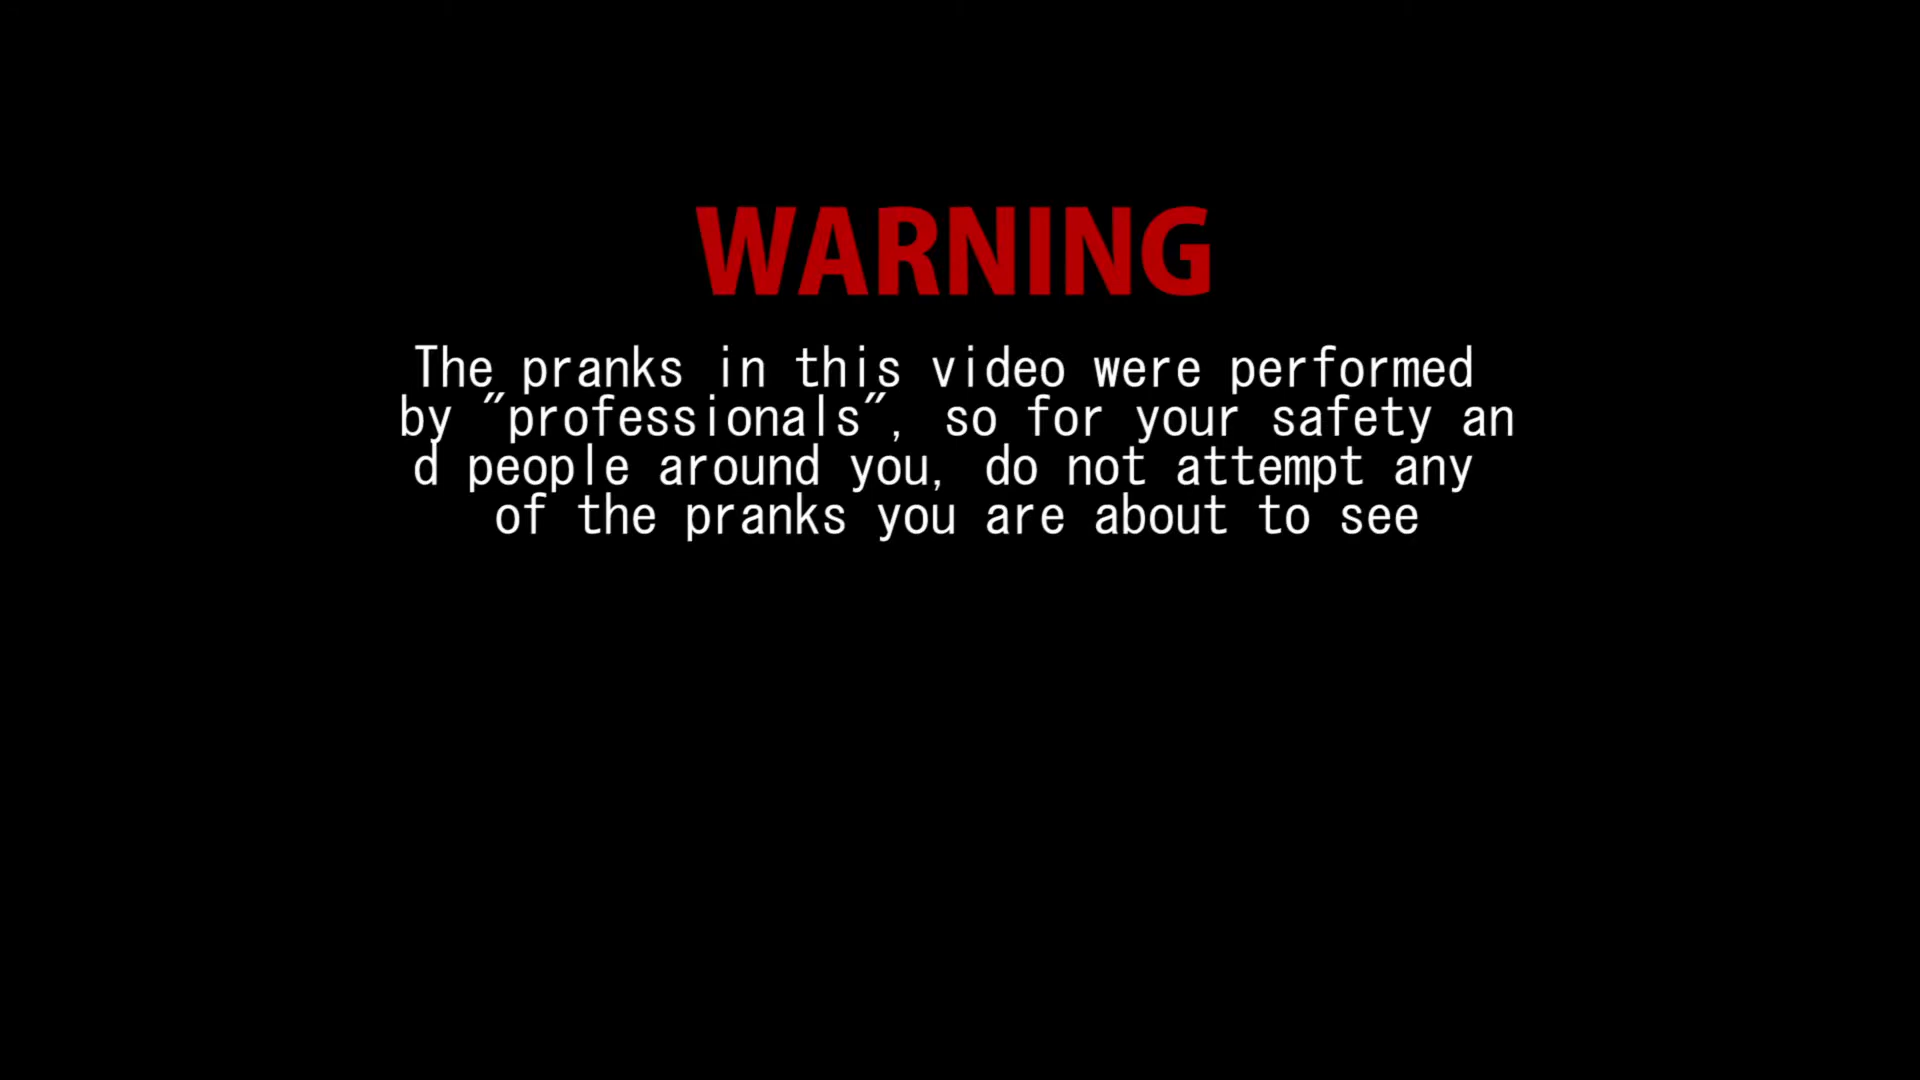 WARNING
The pranks in this video were performed
by "professionals", so for your safety an
d people around you, do not attempt any
of the pranks you are about to see